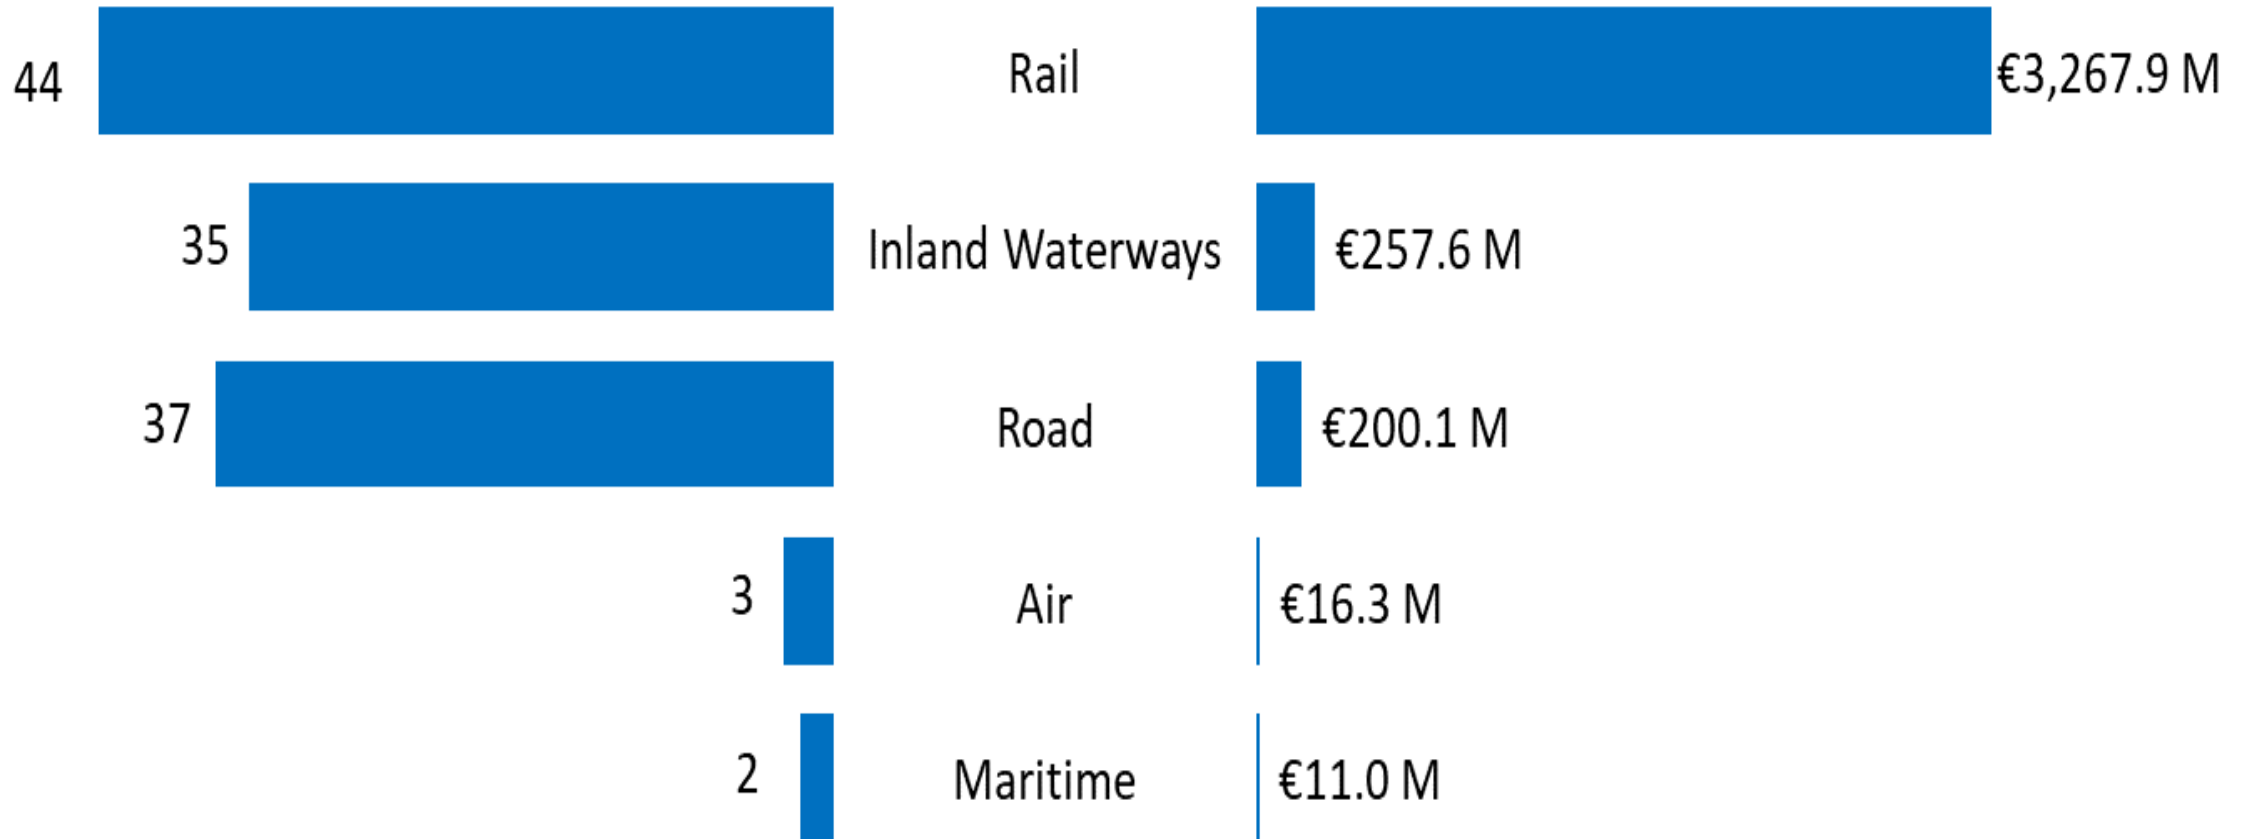 44 Rail €3,267.9 M
35 Inland Waterways €257.6 M
37 Road €200.1 M
3 Air €16.3 M
2 Maritime €11.0 M